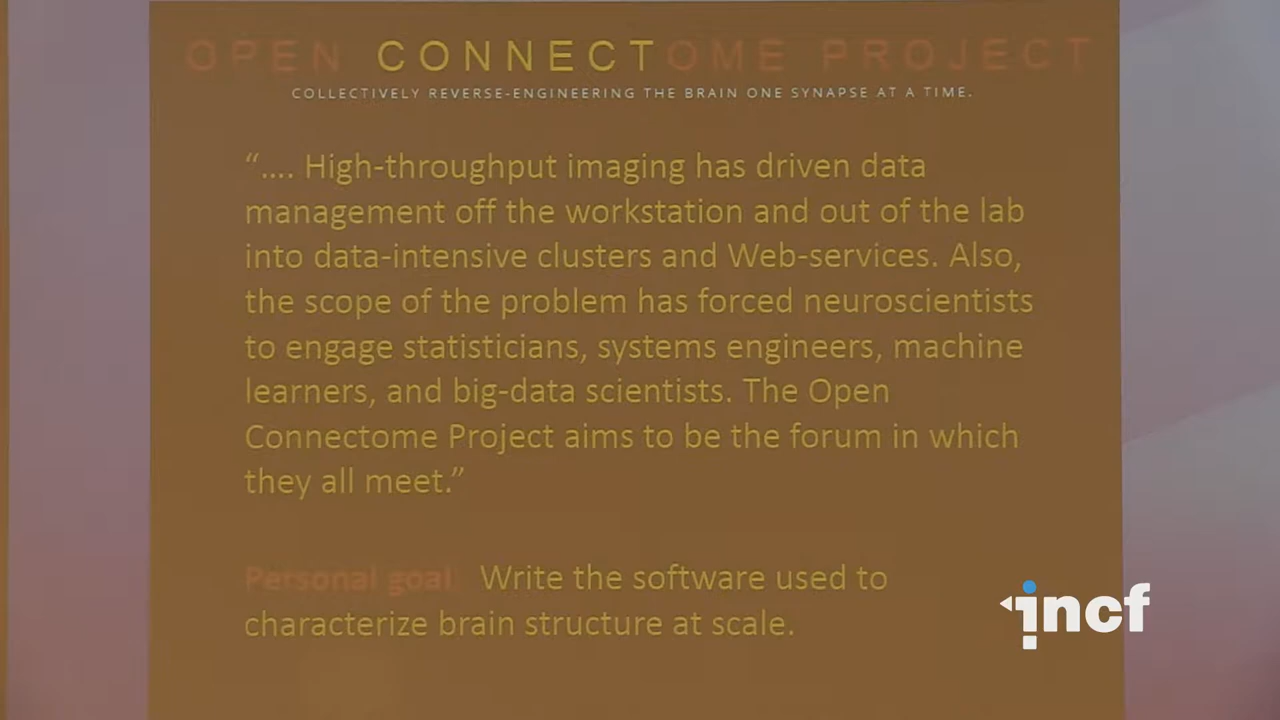 OPEN CONNECTOME PROJECT
COLLECTIVELY REVERSE-ENGINEERING THE BRAIN ONE SYNAPSE AT A TIME.
“…. High-throughput imaging has driven data
management off the workstation and out of the lab
into data-intensive clusters and Web-services. Also,
the scope of the problem has forced neuroscientists
to engage statisticians, systems engineers, machine
learners, and big-data scientists. The Open
Connectome Project aims to be the forum in which
they all meet.”
Personal goal: Write the software used to
characterize brain structure at scale.
incf